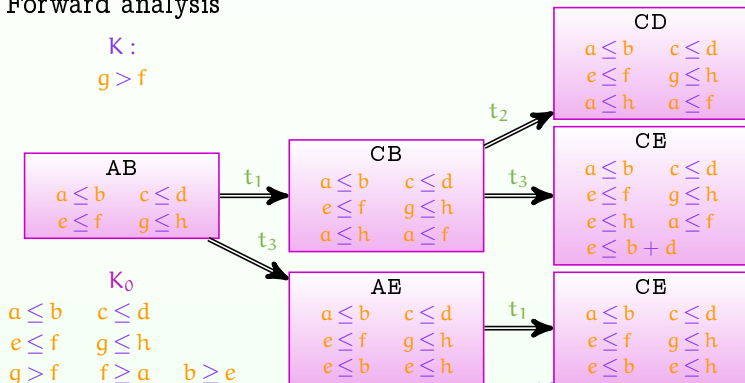 Forward analysis
K :
g > f
AB
a ≤ b c ≤ d
e ≤ f g ≤ h
t₁
t₃
CB
a ≤ b c ≤ d
e ≤ f g ≤ h
a ≤ h a ≤ f
t₂
t₃
CD
a ≤ b c ≤ d
e ≤ f g ≤ h
a ≤ h a ≤ f
CE
a ≤ b c ≤ d
e ≤ f g ≤ h
e ≤ h a ≤ f
e ≤ b + d
AE
a ≤ b c ≤ d
e ≤ f g ≤ h
e ≤ b e ≤ h
t₁
CE
a ≤ b c ≤ d
e ≤ f g ≤ h
e ≤ b e ≤ h
K₀
a ≤ b c ≤ d
e ≤ f g ≤ h
g > f f ≥ a b ≥ e